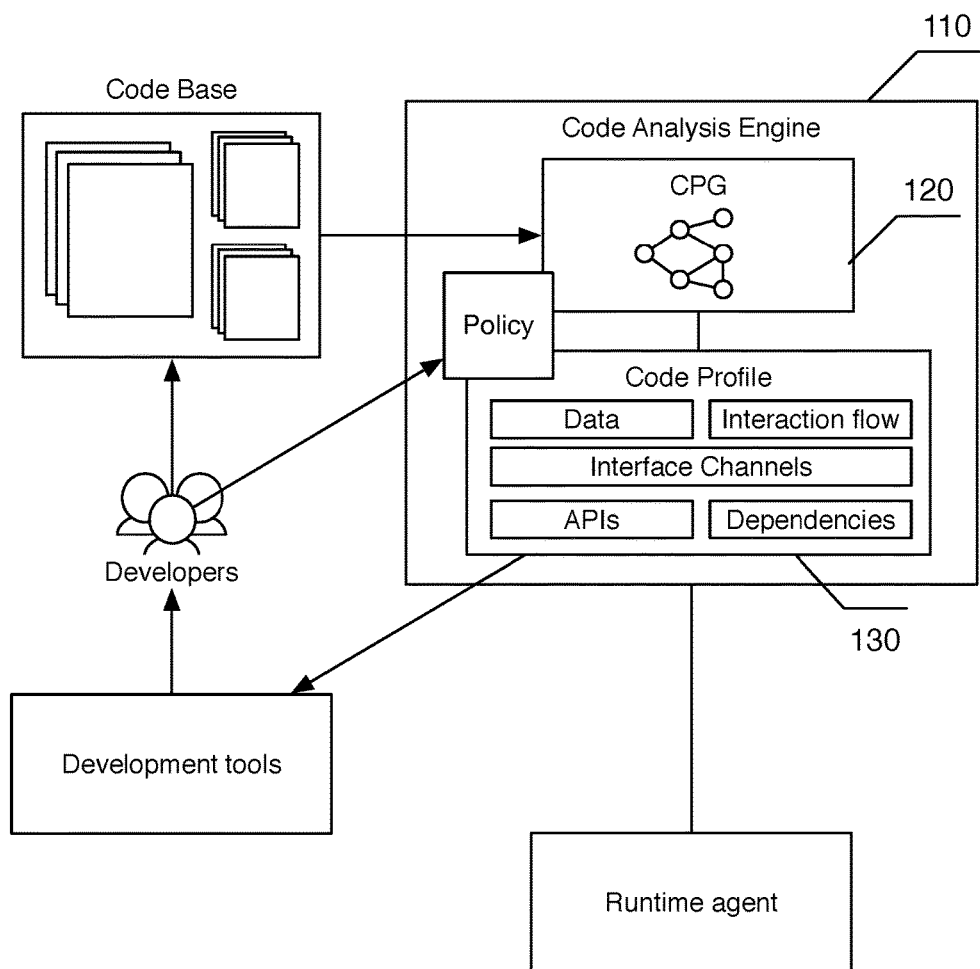 110
Code Base
Code Analysis Engine
CPG
120
Policy
Code Profile
Data
Interaction flow
Interface Channels
APIs
Dependencies
Developers
130
Development tools
Runtime agent